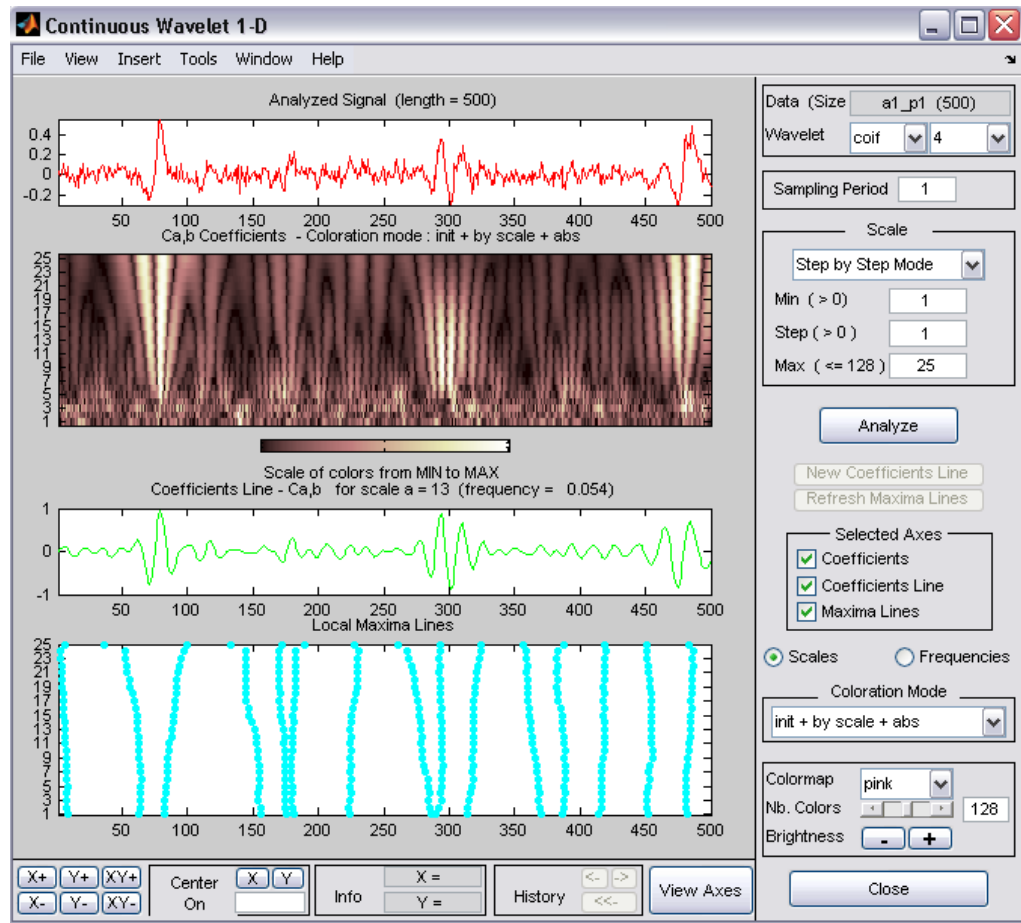 Continuous Wavelet 1-D
File View Insert Tools Window Help
Analyzed Signal (length = 500)
0.4
0.2
0
-0.2
50 100 150 200 250 300 350 400 450 500
Ca,b Coefficients - Coloration mode : init + by scale + abs
25
23
21
19
17
15
13
11
9
7
5
3
1
Scale of colors from MIN to MAX
Coefficients Line - Ca,b for scale a = 13 (frequency = 0.054)
1
0
-1
50 100 150 200 250 300 350 400 450 500
Local Maxima Lines
25
23
21
19
17
15
13
11
9
7
5
3
1
50 100 150 200 250 300 350 400 450 500
Data (Size a1_p1 (500)
Wavelet coif 4
Sampling Period 1
Scale
Step by Step Mode
Min ( > 0) 1
Step ( > 0 ) 1
Max ( <= 128 ) 25
Analyze
New Coefficients Line
Refresh Maxima Lines
Selected Axes
Coefficients
Coefficients Line
Maxima Lines
Scales Frequencies
Coloration Mode
init + by scale + abs
Colormap pink
Nb. Colors 128
Brightness - +
X+ Y+ XY+
X- Y- XY-
Center On X Y
Info X = Y =
History <- -> <<-
View Axes
Close